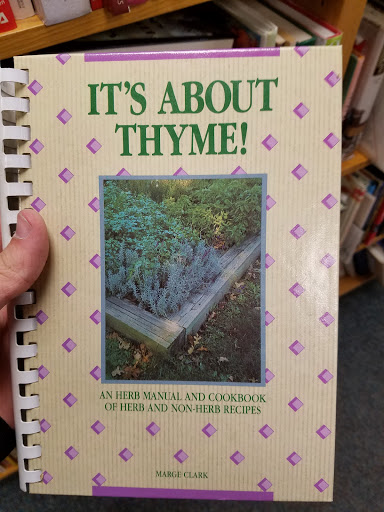 IT'S ABOUT
THYME!
AN HERB MANUAL AND COOKBOOK
OF HERB AND NON-HERB RECIPES
MARGE CLARK